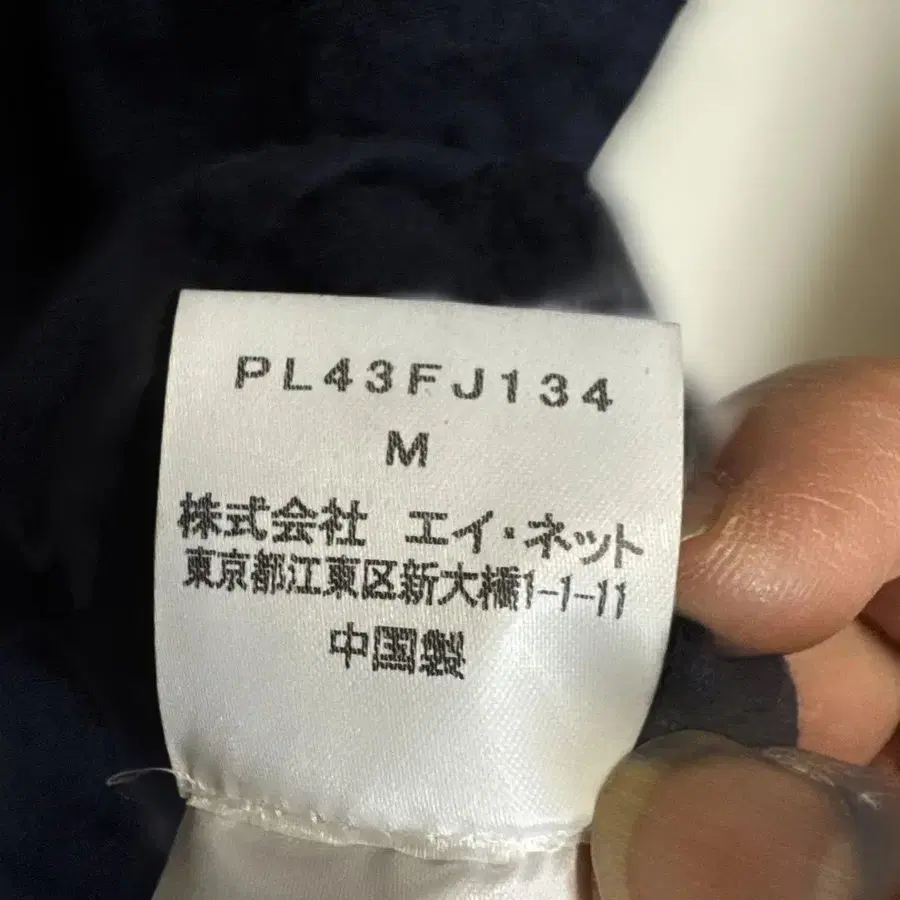 PL43FJ134
M
株式会社 エイ・ネット
東京都江東区新大橋1-1-11
中国製